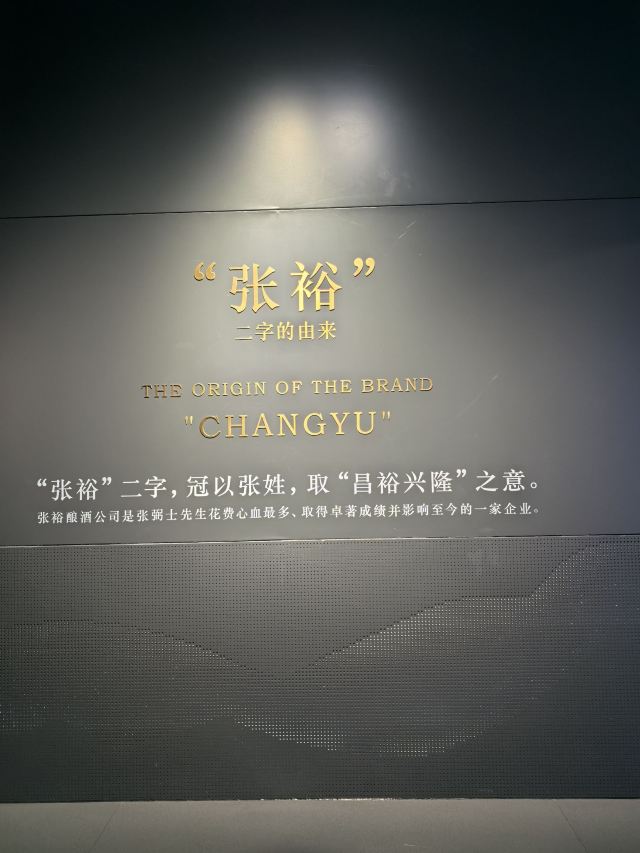 “张裕”
二字的由来
THE ORIGIN OF THE BRAND
"CHANGYU"
“张裕”二字，冠以张姓，取“昌裕兴隆”之意。
张裕酿酒公司是张弼士先生花费心血最多、取得卓著成绩并影响至今的一家企业。